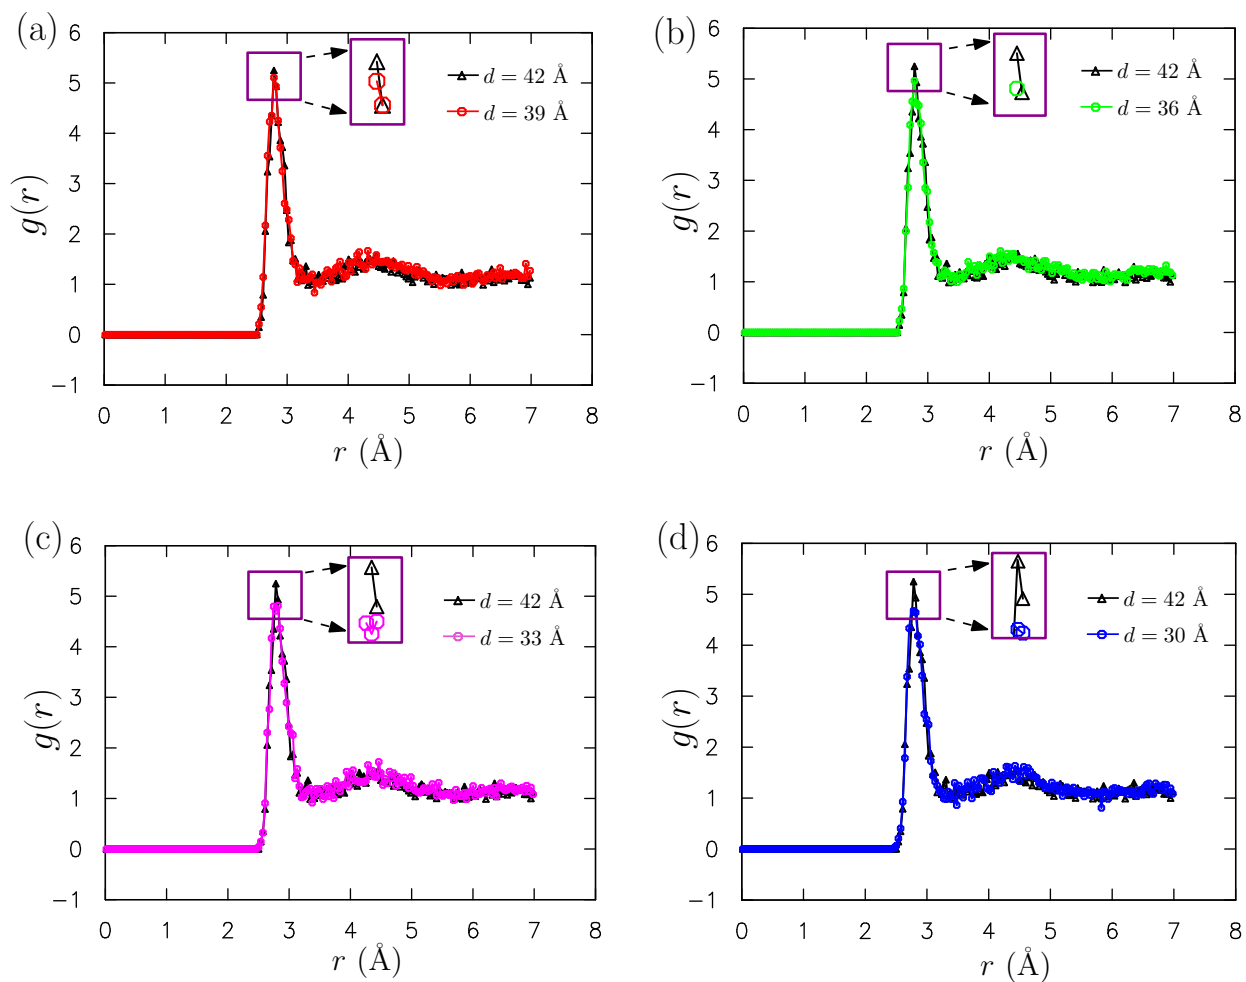 (a)
6
5
4
3
2
1
0
−1
g(r)
d = 42 Å
d = 39 Å
0 1 2 3 4 5 6 7 8
r (Å)
(b)
6
5
4
3
2
1
0
−1
g(r)
d = 42 Å
d = 36 Å
0 1 2 3 4 5 6 7 8
r (Å)
(c)
6
5
4
3
2
1
0
−1
g(r)
d = 42 Å
d = 33 Å
0 1 2 3 4 5 6 7 8
r (Å)
(d)
6
5
4
3
2
1
0
−1
g(r)
d = 42 Å
d = 30 Å
0 1 2 3 4 5 6 7 8
r (Å)